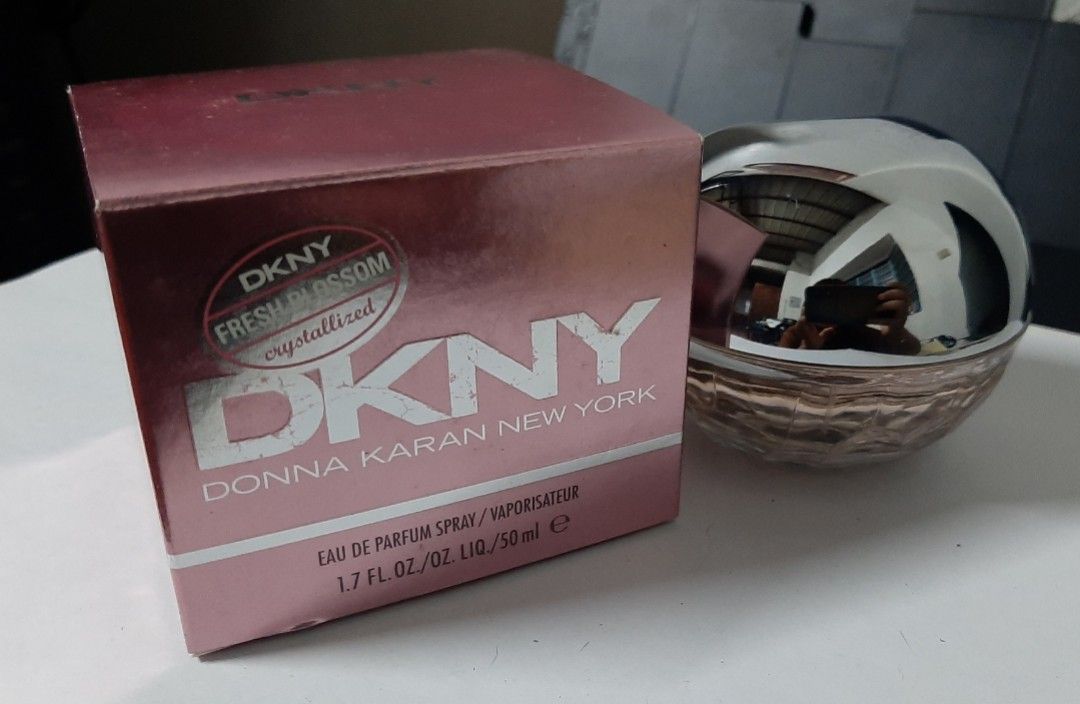 DKNY
DKNY
FRESH BLOSSOM
crystallized
DKNY
DONNA KARAN NEW YORK
EAU DE PARFUM SPRAY / VAPORISATEUR
1.7 FL. OZ./OZ. LIQ./50 ml e